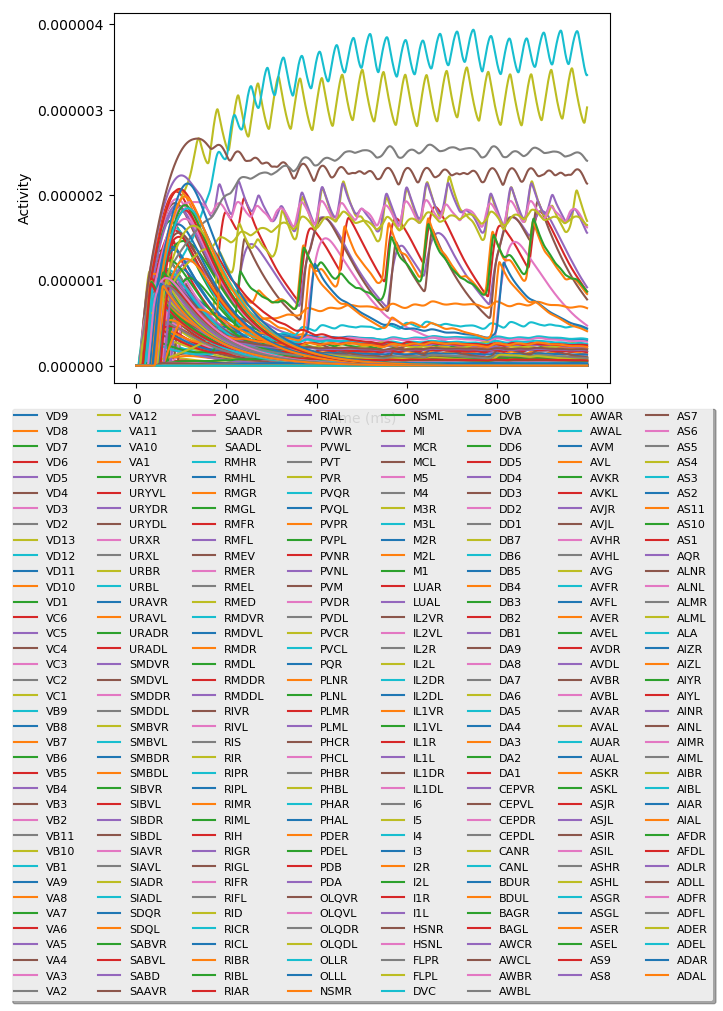 0.000004
0.000003
0.000002
0.000001
0.000000
Activity
0
200
400
600
800
1000
(ms)
VD9
VD8
VD7
VD6
VD5
VD4
VD3
VD2
VD13
VD12
VD11
VD10
VD1
VC6
VC5
VC4
VC3
VC2
VC1
VB9
VB8
VB7
VB6
VB5
VB4
VB3
VB2
VB11
VB10
VB1
VA9
VA8
VA7
VA6
VA5
VA4
VA3
VA2
VA12
VA11
VA10
VA1
URYVR
URYVL
URYDR
URYDL
URXR
URXL
URBR
URBL
URAVR
URAVL
URADR
URADL
SMDVR
SMDVL
SMDDR
SMDDL
SMBVR
SMBVL
SMBDR
SMBDL
SIBVR
SIBVL
SIBDR
SIBDL
SIAVR
SIAVL
SIADR
SIADL
SDQR
SDQL
SABVR
SABVL
SABD
SAAVR
SAAVL
SAADR
SAADL
RMHR
RMHL
RMGR
RMGL
RMFR
RMFL
RMEV
RMER
RMEL
RMED
RMDVR
RMDVL
RMDR
RMDL
RMDDR
RMDDL
RIVR
RIVL
RIS
RIR
RIPR
RIPL
RIMR
RIML
RIH
RIGR
RIGL
RIFR
RIFL
RID
RICR
RICL
RIBR
RIBL
RIAR
RIAL
PVWR
PVWL
PVT
PVR
PVQR
PVQL
PVPR
PVPL
PVNR
PVNL
PVM
PVDR
PVDL
PVCR
PVCL
PQR
PLNR
PLNL
PLMR
PLML
PHCR
PHCL
PHBR
PHBL
PHAR
PHAL
PDER
PDEL
PDB
PDA
OLQVR
OLQVL
OLQDR
OLQDL
OLLR
OLLL
NSMR
NSML
MI
MCR
MCL
M5
M4
M3R
M3L
M2R
M2L
M1
LUAR
LUAL
IL2VR
IL2VL
IL2R
IL2L
IL2DR
IL2DL
IL1VR
IL1VL
IL1R
IL1L
IL1DR
IL1DL
I6
I5
I4
I3
I2R
I2L
I1R
I1L
HSNR
HSNL
FLPR
FLPL
DVC
DVB
DVA
DD6
DD5
DD4
DD3
DD2
DD1
DB7
DB6
DB5
DB4
DB3
DB2
DB1
DA9
DA8
DA7
DA6
DA5
DA4
DA3
DA2
DA1
CEPVR
CEPVL
CEPDR
CEPDL
CANR
CANL
BDUR
BDUL
BAGR
BAGL
AWCR
AWCL
AWBR
AWBL
AWAR
AWAL
AVM
AVL
AVKR
AVKL
AVJR
AVJL
AVHR
AVHL
AVG
AVFR
AVFL
AVER
AVEL
AVDR
AVDL
AVBR
AVBL
AVAR
AVAL
AUAR
AUAL
ASKR
ASKL
ASJR
ASJL
ASIR
ASIL
ASHR
ASHL
ASGR
ASGL
ASER
ASEL
AS9
AS8
AS7
AS6
AS5
AS4
AS3
AS2
AS11
AS10
AS1
AQR
ALNR
ALNL
ALMR
ALML
ALA
AIZR
AIZL
AIYR
AIYL
AINR
AINL
AIMR
AIML
AIBR
AIBL
AIAR
AIAL
AFDR
AFDL
ADLR
ADLL
ADFR
ADFL
ADER
ADEL
ADAR
ADAL